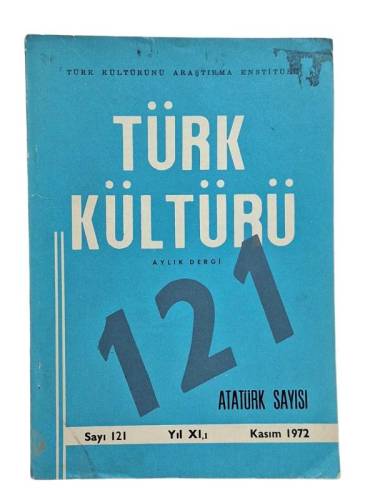 TÜRK KÜLTÜRÜNÜ ARAŞTIRMA ENSTİTÜSÜ
TÜRK
KÜLTÜRÜ
AYLIK DERGİ
121
ATATÜRK SAYISI
Sayı 121 Yıl XI,1 Kasım 1972